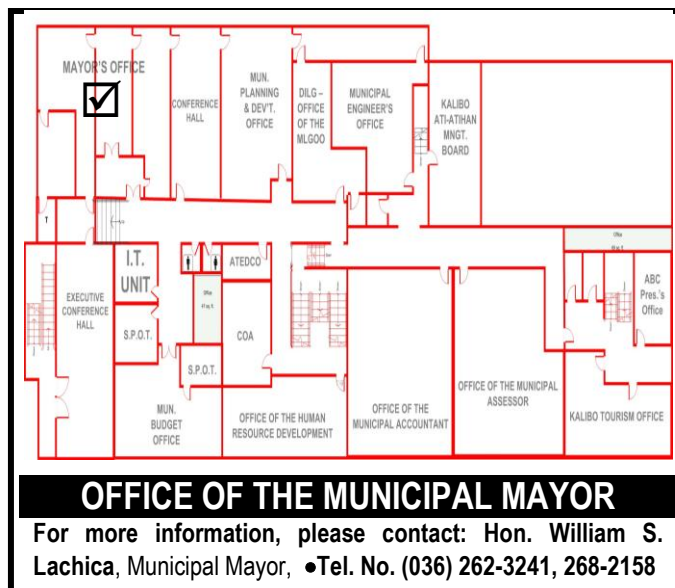 MAYOR'S OFFICE
CONFERENCE
HALL
MUN.
PLANNING
& DEV'T.
OFFICE
DILG –
OFFICE
OF THE
MLGOO
MUNICIPAL
ENGINEER'S
OFFICE
KALIBO
ATI-ATIHAN
MNGT.
BOARD
T
I.T.
UNIT
S.P.O.T.
EXECUTIVE
CONFERENCE
HALL
ATEDCO
Office
COA
S.P.O.T.
MUN.
BUDGET
OFFICE
OFFICE OF THE HUMAN
RESOURCE DEVELOPMENT
OFFICE OF THE
MUNICIPAL ACCOUNTANT
OFFICE OF THE MUNICIPAL
ASSESSOR
Office
ABC
Pres.'s
Office
KALIBO TOURISM OFFICE
OFFICE OF THE MUNICIPAL MAYOR
For more information, please contact: Hon. William S.
Lachica, Municipal Mayor, ●Tel. No. (036) 262-3241, 268-2158